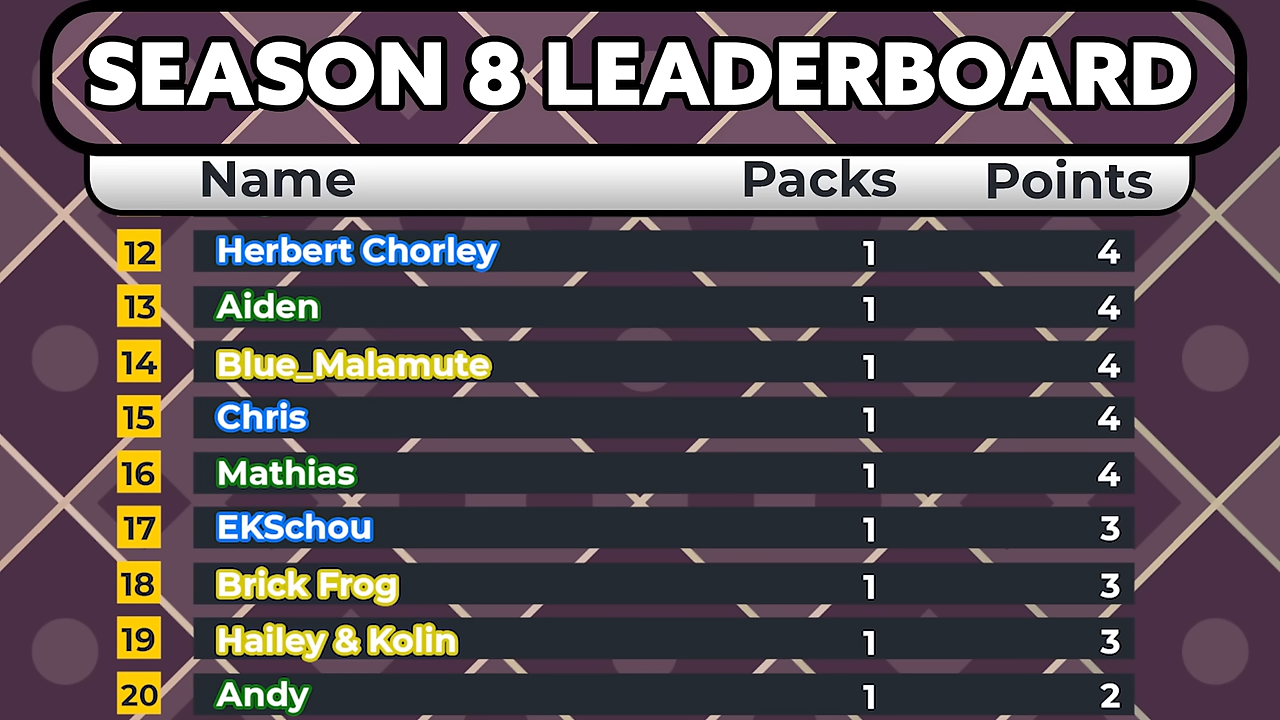 SEASON 8 LEADERBOARD
Name Packs Points
12 Herbert Chorley 1 4
13 Aiden 1 4
14 Blue_Malamute 1 4
15 Chris 1 4
16 Mathias 1 4
17 EKSchou 1 3
18 Brick Frog 1 3
19 Hailey & Kolin 1 3
20 Andy 1 2